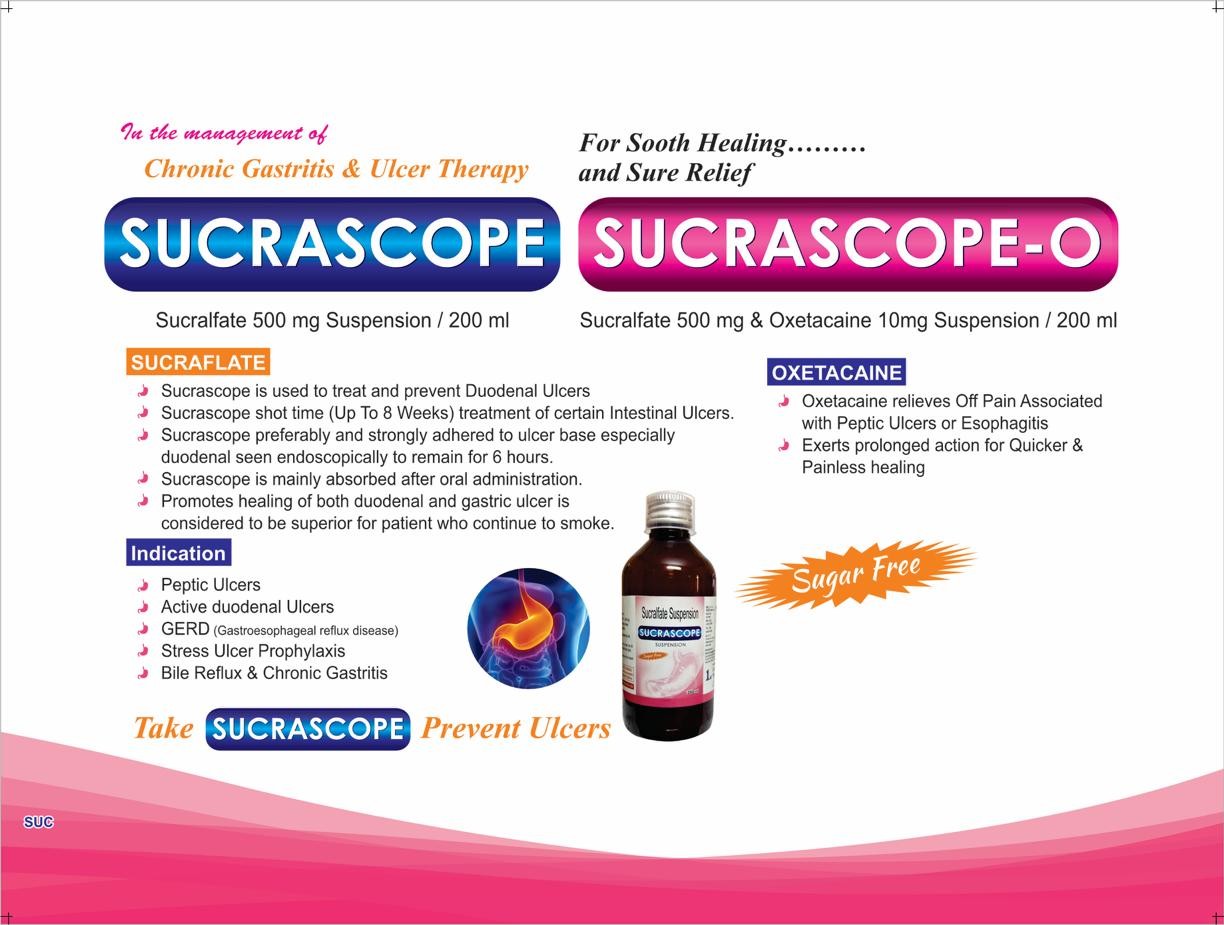 In the management of
Chronic Gastritis & Ulcer Therapy
SUCRASCOPE
Sucralfate 500 mg Suspension / 200 ml
For Sooth Healing.........
and Sure Relief
SUCRASCOPE-O
Sucralfate 500 mg & Oxetacaine 10mg Suspension / 200 ml
SUCRAFLATE
Sucrascope is used to treat and prevent Duodenal Ulcers
Sucrascope shot time (Up To 8 Weeks) treatment of certain Intestinal Ulcers.
Sucrascope preferably and strongly adhered to ulcer base especially
duodenal seen endoscopically to remain for 6 hours.
Sucrascope is mainly absorbed after oral administration.
Promotes healing of both duodenal and gastric ulcer is
considered to be superior for patient who continue to smoke.
OXETACAINE
Oxetacaine relieves Off Pain Associated
with Peptic Ulcers or Esophagitis
Exerts prolonged action for Quicker &
Painless healing
Indication
Peptic Ulcers
Active duodenal Ulcers
GERD (Gastroesophageal reflux disease)
Stress Ulcer Prophylaxis
Bile Reflux & Chronic Gastritis
Sucralfate Suspension
SUCRASCOPE
SUSPENSION
Sugar Free
Take SUCRASCOPE Prevent Ulcers
SUC